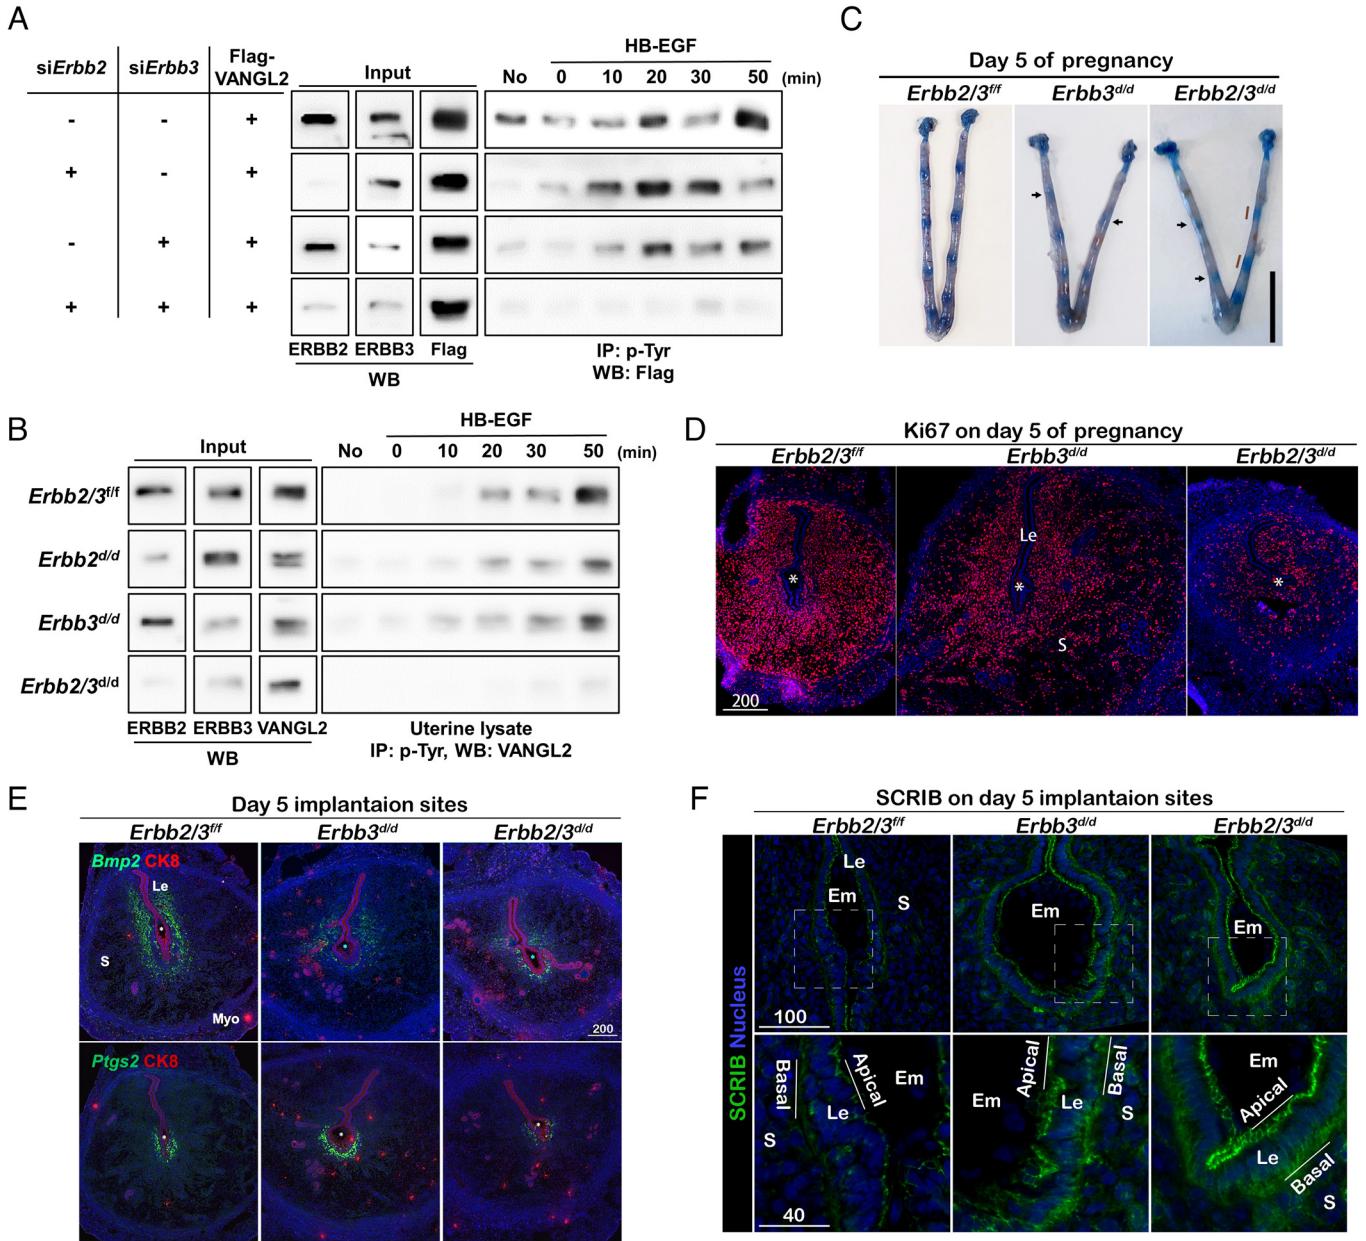 A
siErbb2 siErbb3 Flag-VANGL2
Input
HB-EGF
No 0 10 20 30 50 (min)
- - +
+ - +
- + +
+ + +
ERBB2 ERBB3 Flag
WB
IP: p-Tyr
WB: Flag
B
Input
HB-EGF
No 0 10 20 30 50 (min)
Erbb2/3f/f
Erbb2d/d
Erbb3d/d
Erbb2/3d/d
ERBB2 ERBB3 VANGL2
WB
Uterine lysate
IP: p-Tyr, WB: VANGL2
C
Day 5 of pregnancy
Erbb2/3f/f Erbb3d/d Erbb2/3d/d
D
Ki67 on day 5 of pregnancy
Erbb2/3f/f Erbb3d/d Erbb2/3d/d
Le
*
*
*
S
200
E
Day 5 implantaion sites
Erbb2/3f/f Erbb3d/d Erbb2/3d/d
Bmp2 CK8
Le
S
Myo
200
Ptgs2 CK8
F
SCRIB on day 5 implantaion sites
Erbb2/3f/f Erbb3d/d Erbb2/3d/d
SCRIB Nucleus
Le
Em
S
100
Em
S
Em
S
Basal
Apical
Em
Le
S
40
Apical
Basal
Em
Le
S
Em
Apical
Le
Basal
S